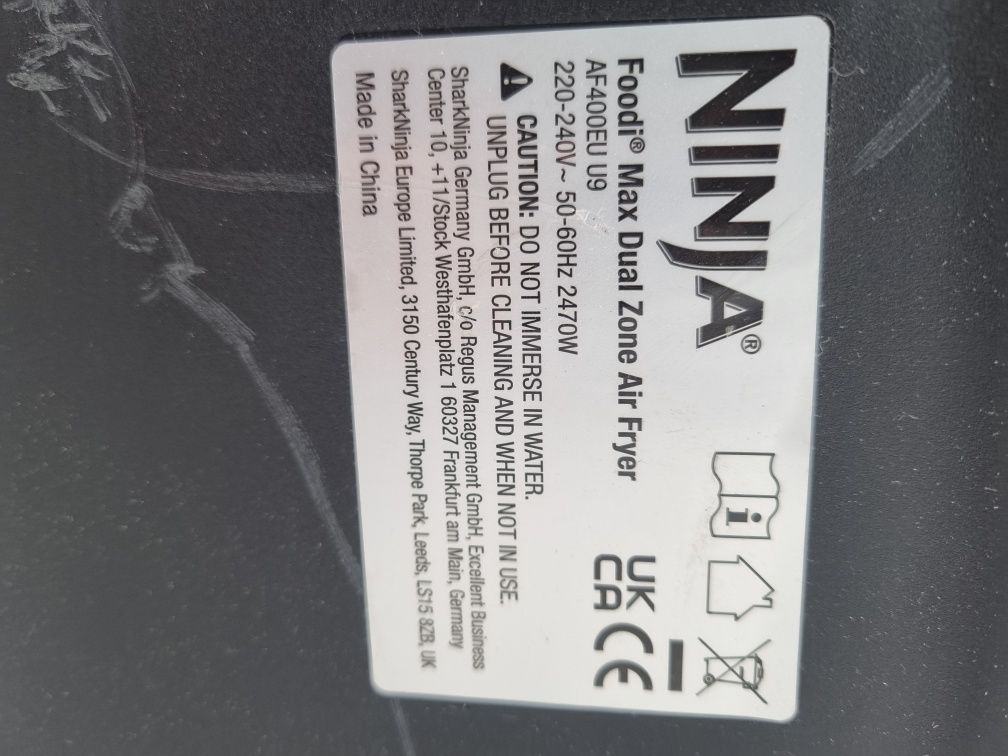 NINJA®
Foodi® Max Dual Zone Air Fryer
AF400EU U9
220-240V~ 50-60Hz 2470W
UK
CA
CE
CAUTION: DO NOT IMMERSE IN WATER.
UNPLUG BEFORE CLEANING AND WHEN NOT IN USE.
SharkNinja Germany GmbH, c/o Regus Management GmbH, Excellent Business
Center 10, +11/Stock Westhafenplatz 1 60327 Frankfurt am Main, Germany
SharkNinja Europe Limited, 3150 Century Way, Thorpe Park, Leeds, LS15 8ZB, UK
Made in China